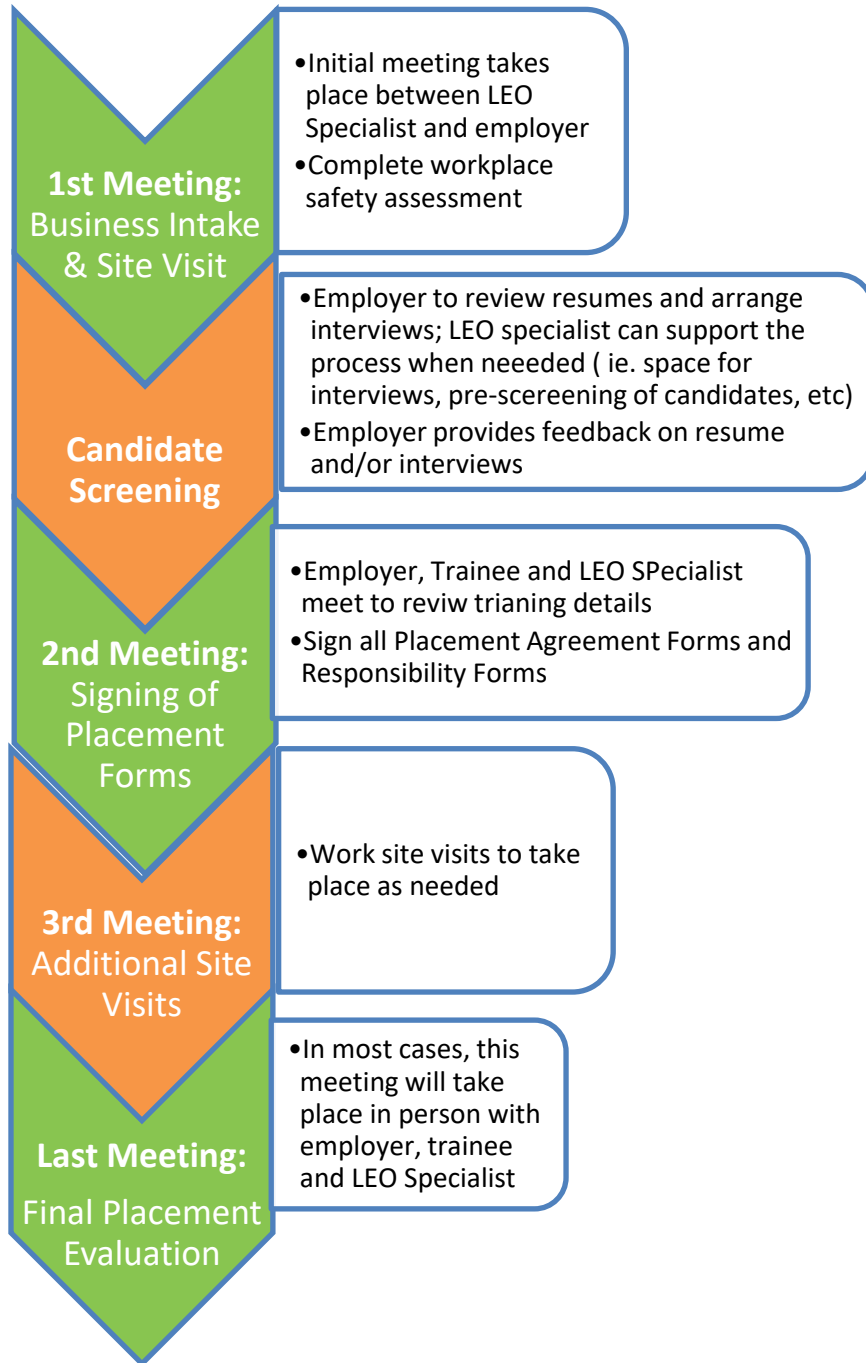 1st Meeting:
Business Intake
& Site Visit
•Initial meeting takes
place between LEO
Specialist and employer
•Complete workplace
safety assessment
Candidate
Screening
•Employer to review resumes and arrange
interviews; LEO specialist can support the
process when neeeded ( ie. space for
interviews, pre-scereening of candidates, etc)
•Employer provides feedback on resume
and/or interviews
2nd Meeting:
Signing of
Placement
Forms
•Employer, Trainee and LEO SPecialist
meet to reviw trianing details
•Sign all Placement Agreement Forms and
Responsibility Forms
3rd Meeting:
Additional Site
Visits
•Work site visits to take
place as needed
Last Meeting:
Final Placement
Evaluation
•In most cases, this
meeting will take
place in person with
employer, trainee
and LEO Specialist